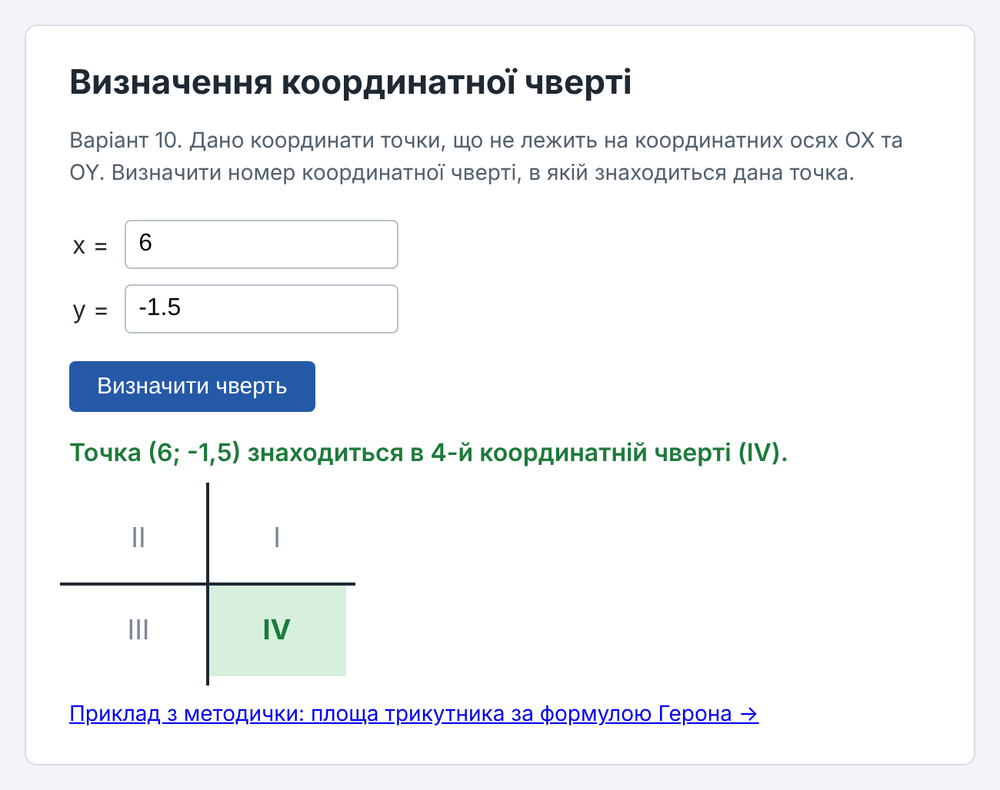 Визначення координатної чверті
Варіант 10. Дано координати точки, що не лежить на координатних осях OX та
OY. Визначити номер координатної чверті, в якій знаходиться дана точка.
x = 6
y = -1.5
Визначити чверть
Точка (6; -1,5) знаходиться в 4-й координатній чверті (IV).
II I
III IV
Приклад з методички: площа трикутника за формулою Герона →